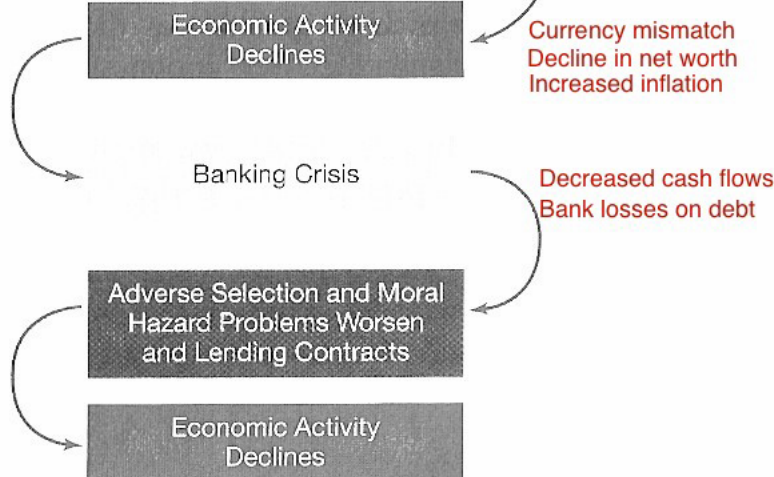 Economic Activity
Declines
Currency mismatch
Decline in net worth
Increased inflation
Banking Crisis
Decreased cash flows
Bank losses on debt
Adverse Selection and Moral
Hazard Problems Worsen
and Lending Contracts
Economic Activity
Declines